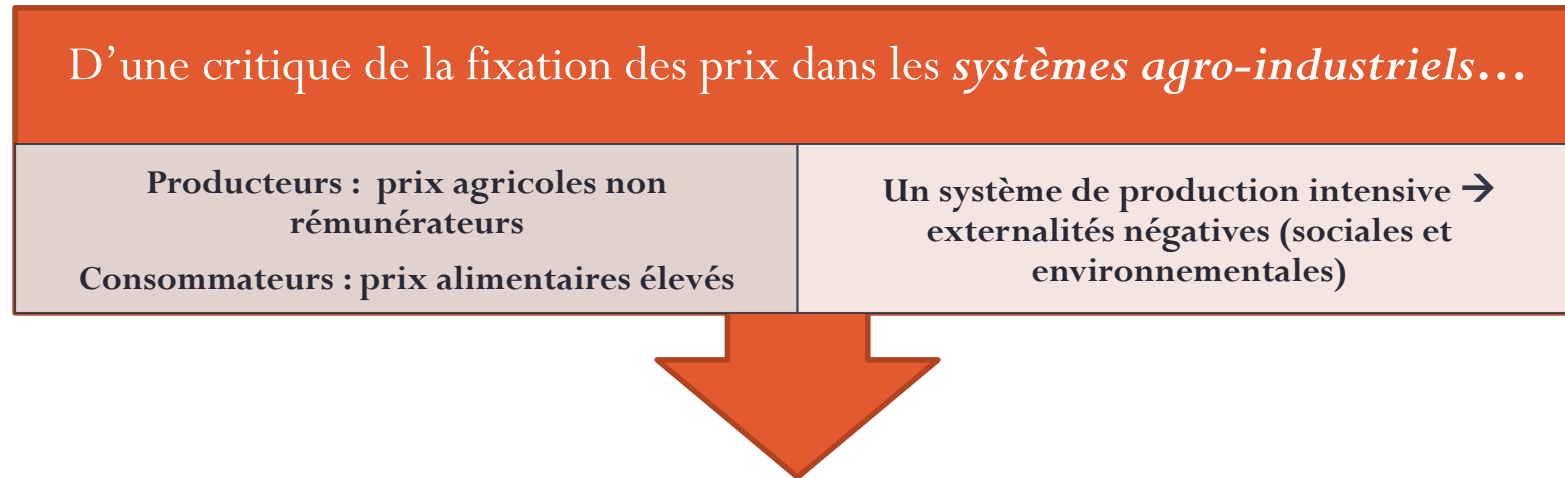 D’une critique de la fixation des prix dans les systèmes agro-industriels…
Producteurs : prix agricoles non
rémunérateurs
Consommateurs : prix alimentaires élevés
Un système de production intensive →
externalités négatives (sociales et
environnementales)